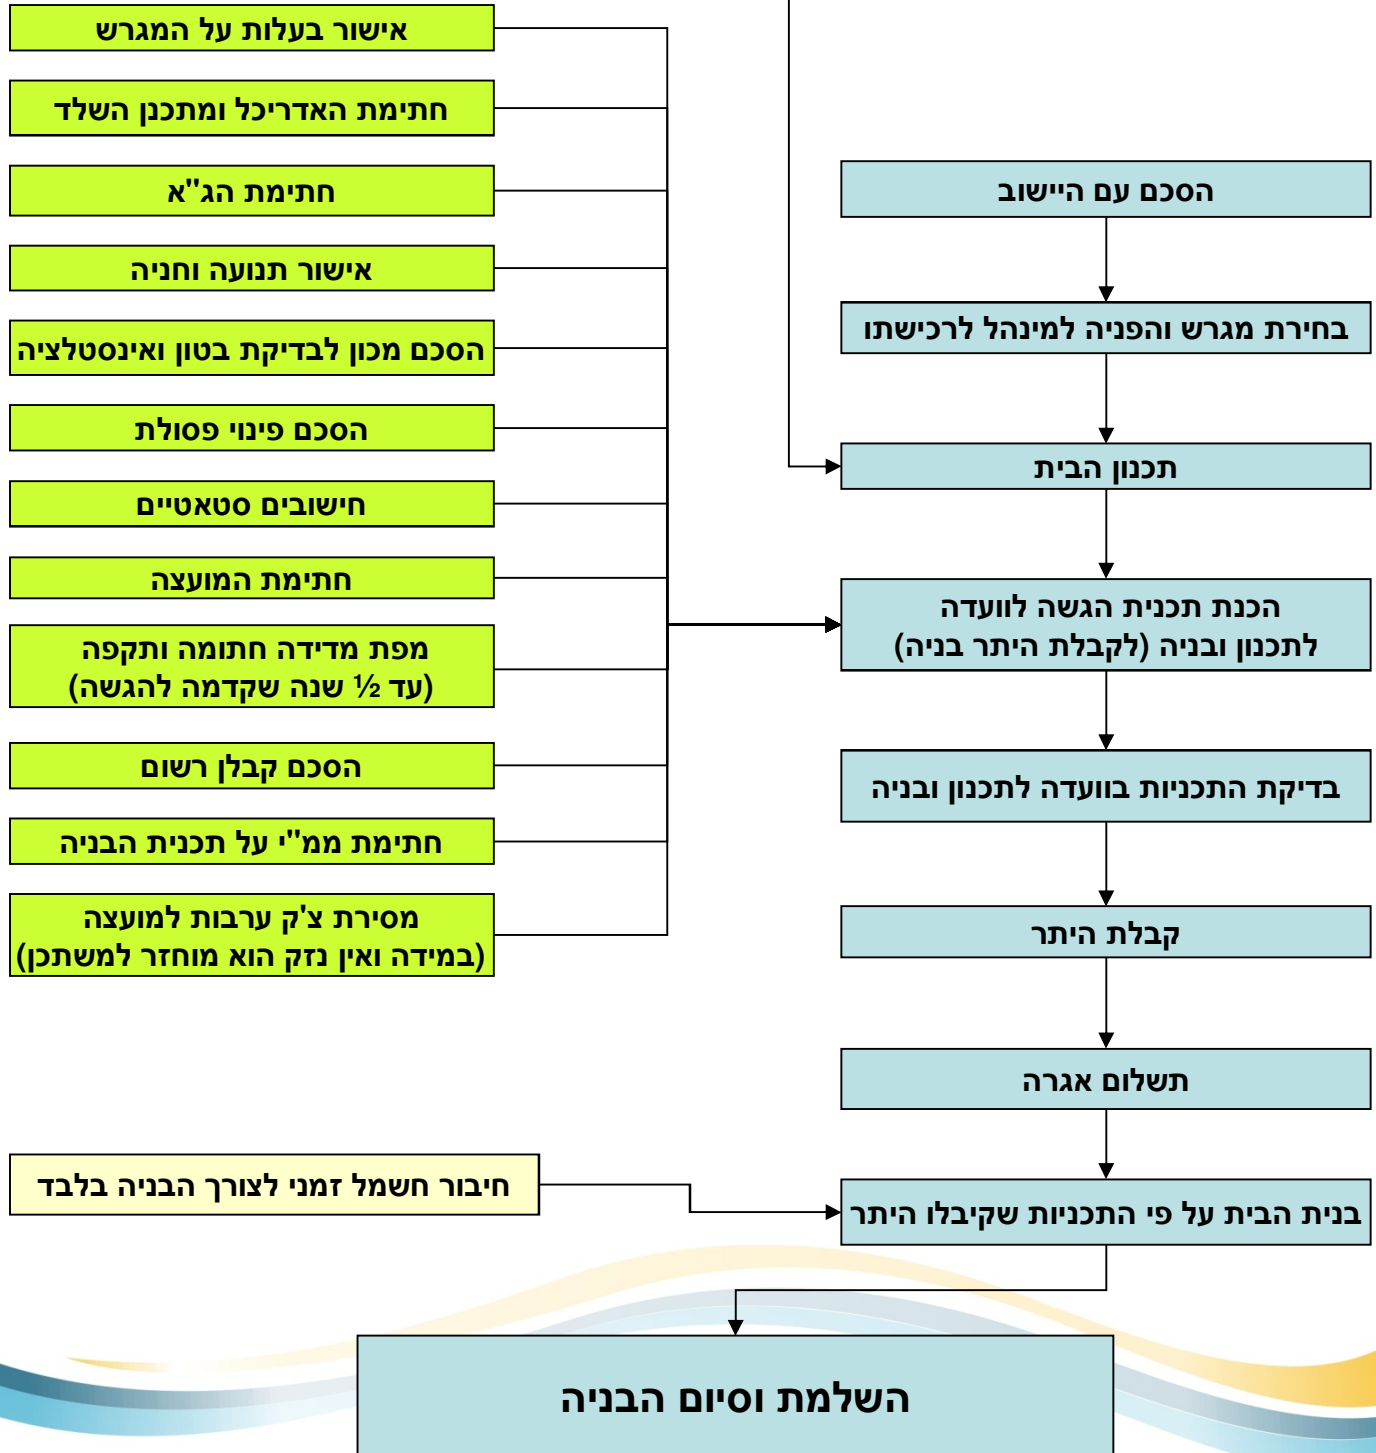 הסכם עם היישוב
בחירת מגרש והפניה למינהל לרכישתו
תכנון הבית
הכנת תכנית הגשה לוועדה
לתכנון ובניה (לקבלת היתר בניה)
בדיקת התכניות בוועדה לתכנון ובניה
קבלת היתר
תשלום אגרה
בנית הבית על פי התכניות שקיבלו היתר
אישור בעלות על המגרש
חתימת האדריכל ומתכנן השלד
חתימת הג"א
אישור תנועה וחניה
הסכם מכון לבדיקת בטון ואינסטלציה
הסכם פינוי פסולת
חישובים סטאטיים
חתימת המועצה
מפת מדידה חתומה ותקפה
(עד ½ שנה שקדמה להגשה)
הסכם קבלן רשום
חתימת ממ"י על תכנית הבניה
מסירת צ'ק ערבות למועצה
(במידה ואין נזק הוא מוחזר למשתכן)
חיבור חשמל זמני לצורך הבניה בלבד
השלמת וסיום הבניה